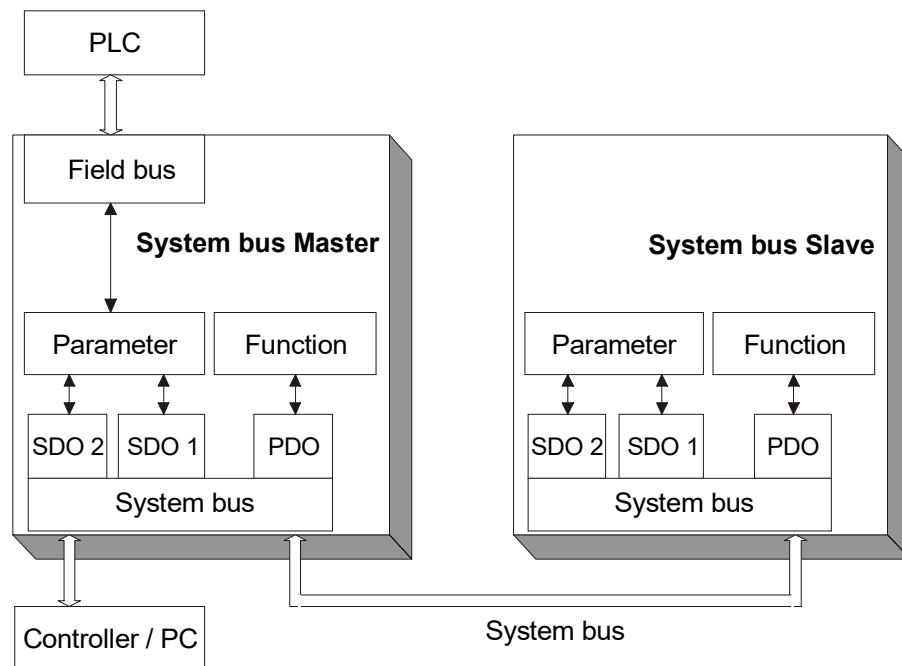 PLC
Field bus
System bus Master
System bus Slave
Parameter
Function
Parameter
Function
SDO 2
SDO 1
PDO
SDO 2
SDO 1
PDO
System bus
System bus
System bus
Controller / PC